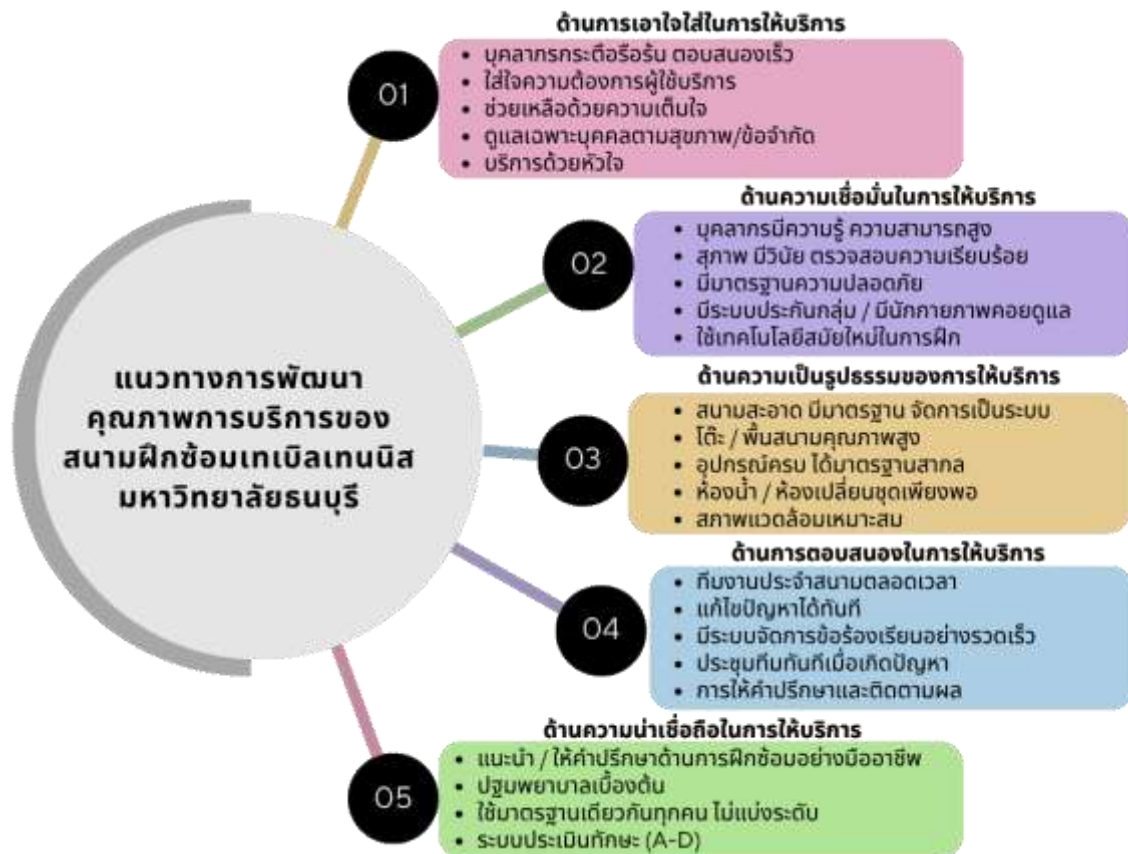 ด้านการเอาใจใส่ในการให้บริการ
01
• บุคลากรกระตือรือร้น ตอบสนองเร็ว
• ใส่ใจความต้องการผู้ใช้บริการ
• ช่วยเหลือด้วยความเต็มใจ
• ดูแลเฉพาะบุคคลตามสุขภาพ/ข้อจำกัด
• บริการด้วยหัวใจ
ด้านความเชื่อมั่นในการให้บริการ
02
• บุคลากรมีความรู้ ความสามารถสูง
• สุภาพ มีวินัย ตรวจสอบความเรียบร้อย
• มีมาตรฐานความปลอดภัย
• มีระบบประกันกลุ่ม / มีนักกายภาพคอยดูแล
• ใช้เทคโนโลยีสมัยใหม่ในการฝึก
แนวทางการพัฒนา
คุณภาพการบริการของ
สนามฝึกซ้อมเทเบิลเทนนิส
มหาวิทยาลัยธนบุรี
ด้านความเป็นรูปธรรมของการให้บริการ
03
• สนามสะอาด มีมาตรฐาน จัดการเป็นระบบ
• โต๊ะ / พื้นสนามคุณภาพสูง
• อุปกรณ์ครบ ได้มาตรฐานสากล
• ห้องน้ำ / ห้องเปลี่ยนชุดเพียงพอ
• สภาพแวดล้อมเหมาะสม
ด้านการตอบสนองในการให้บริการ
04
• ทีมงานประจำสนามตลอดเวลา
• แก้ไขปัญหาได้ทันที
• มีระบบจัดการข้อร้องเรียนอย่างรวดเร็ว
• ประชุมทีมทันทีเมื่อเกิดปัญหา
• การให้คำปรึกษาและติดตามผล
ด้านความน่าเชื่อถือในการให้บริการ
05
• แนะนำ / ให้คำปรึกษาด้านการฝึกซ้อมอย่างมืออาชีพ
• ปฐมพยาบาลเบื้องต้น
• ใช้มาตรฐานเดียวกันทุกคน ไม่แบ่งระดับ
• ระบบประเมินทักษะ (A-D)